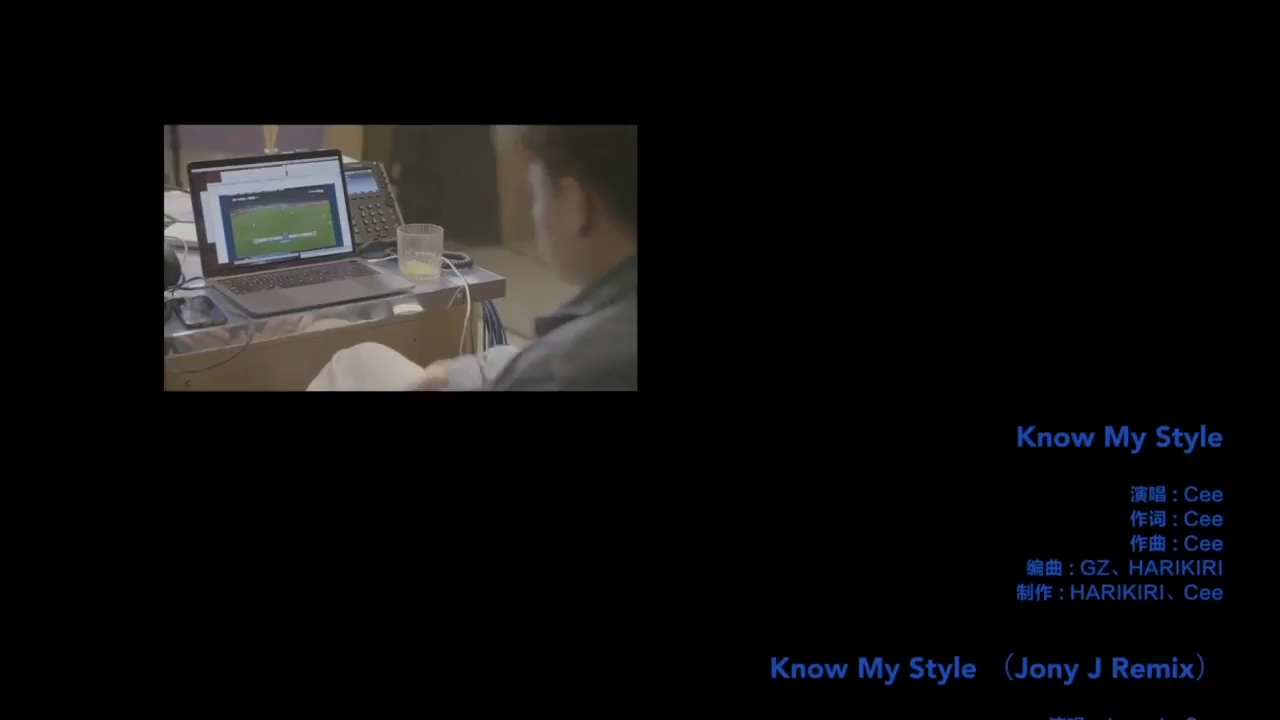 Know My Style
演唱：Cee
作词：Cee
作曲：Cee
编曲：GZ、HARIKIRI
制作：HARIKIRI、Cee
Know My Style （Jony J Remix）